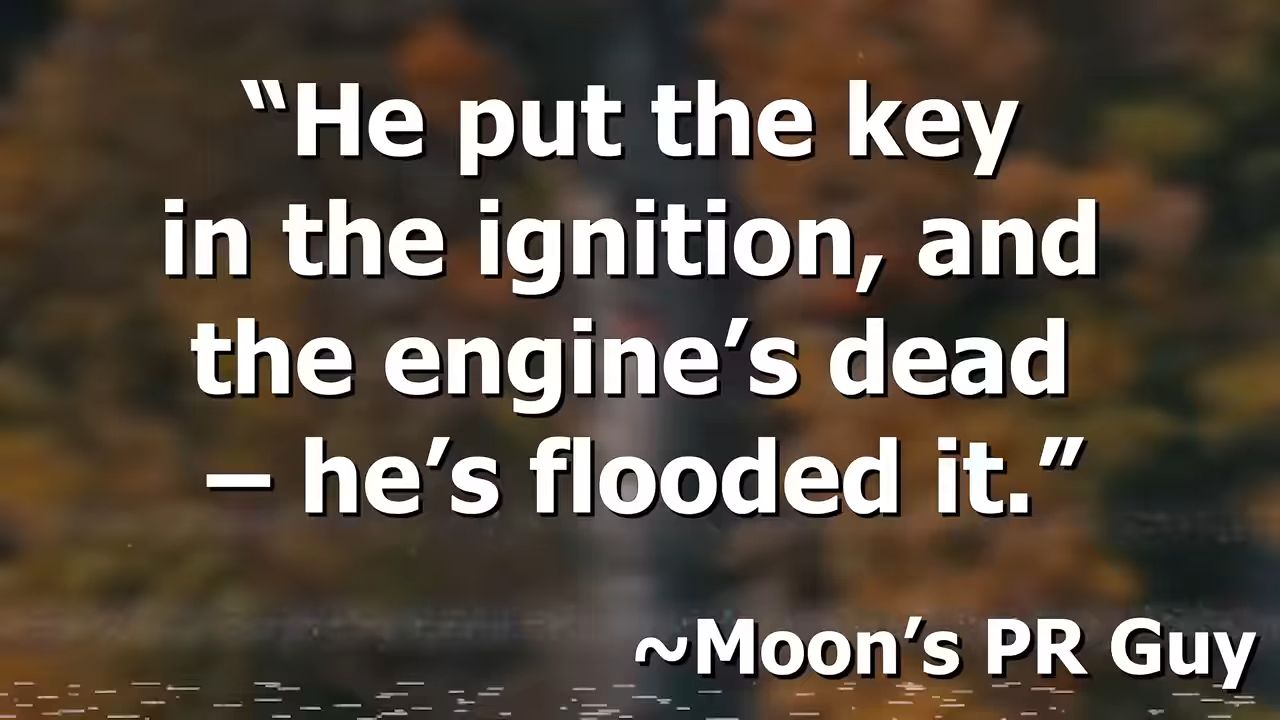 “He put the key
in the ignition, and
the engine’s dead
– he’s flooded it.”
~Moon’s PR Guy